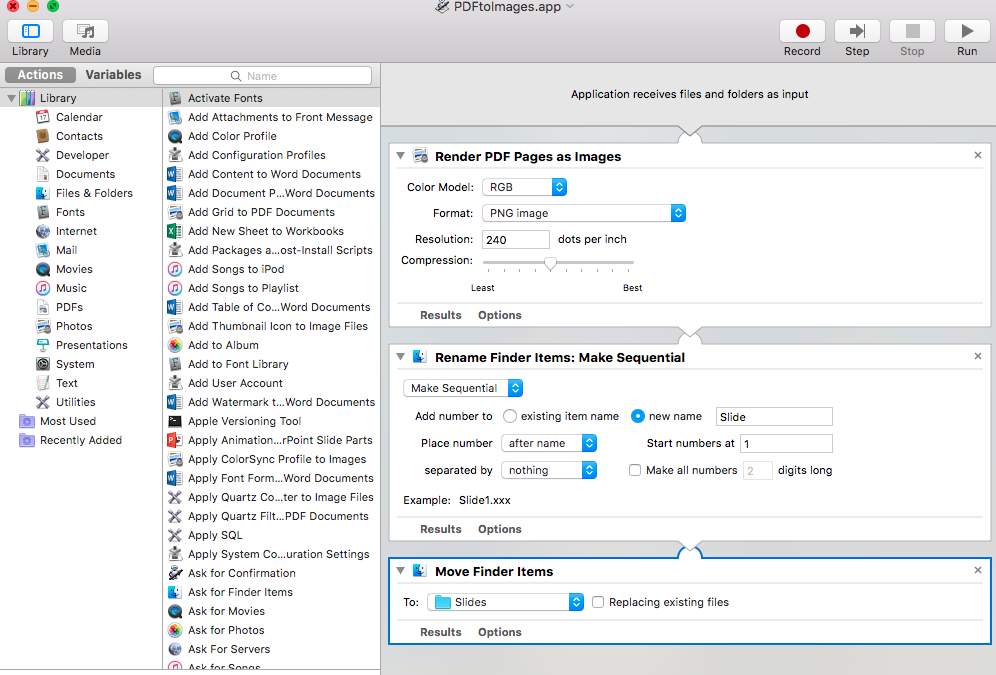 PDFtoImages.app
Library
Media
Record
Step
Stop
Run
Actions
Variables
Name
Library
Calendar
Contacts
Developer
Documents
Files & Folders
Fonts
Internet
Mail
Movies
Music
PDFs
Photos
Presentations
System
Text
Utilities
Most Used
Recently Added
Activate Fonts
Add Attachments to Front Message
Add Color Profile
Add Configuration Profiles
Add Content to Word Documents
Add Document P...Word Documents
Add Grid to PDF Documents
Add New Sheet to Workbooks
Add Packages a...ost-Install Scripts
Add Songs to iPod
Add Songs to Playlist
Add Table of Co...Word Documents
Add Thumbnail Icon to Image Files
Add to Album
Add to Font Library
Add User Account
Add Watermark t...Word Documents
Apply Versioning Tool
Apply Animation...rPoint Slide Parts
Apply ColorSync Profile to Images
Apply Font Form...Word Documents
Apply Quartz Co...ter to Image Files
Apply Quartz Filt...PDF Documents
Apply SQL
Apply System Co...uration Settings
Ask for Confirmation
Ask for Finder Items
Ask for Movies
Ask for Photos
Ask For Servers
Ask for Songs
Application receives files and folders as input
Render PDF Pages as Images
Color Model: RGB
Format: PNG image
Resolution: 240 dots per inch
Compression:
Least Best
Results Options
Rename Finder Items: Make Sequential
Make Sequential
Add number to existing item name new name Slide
Place number after name Start numbers at 1
separated by nothing Make all numbers 2 digits long
Example: Slide1.xxx
Results Options
Move Finder Items
To: Slides Replacing existing files
Results Options